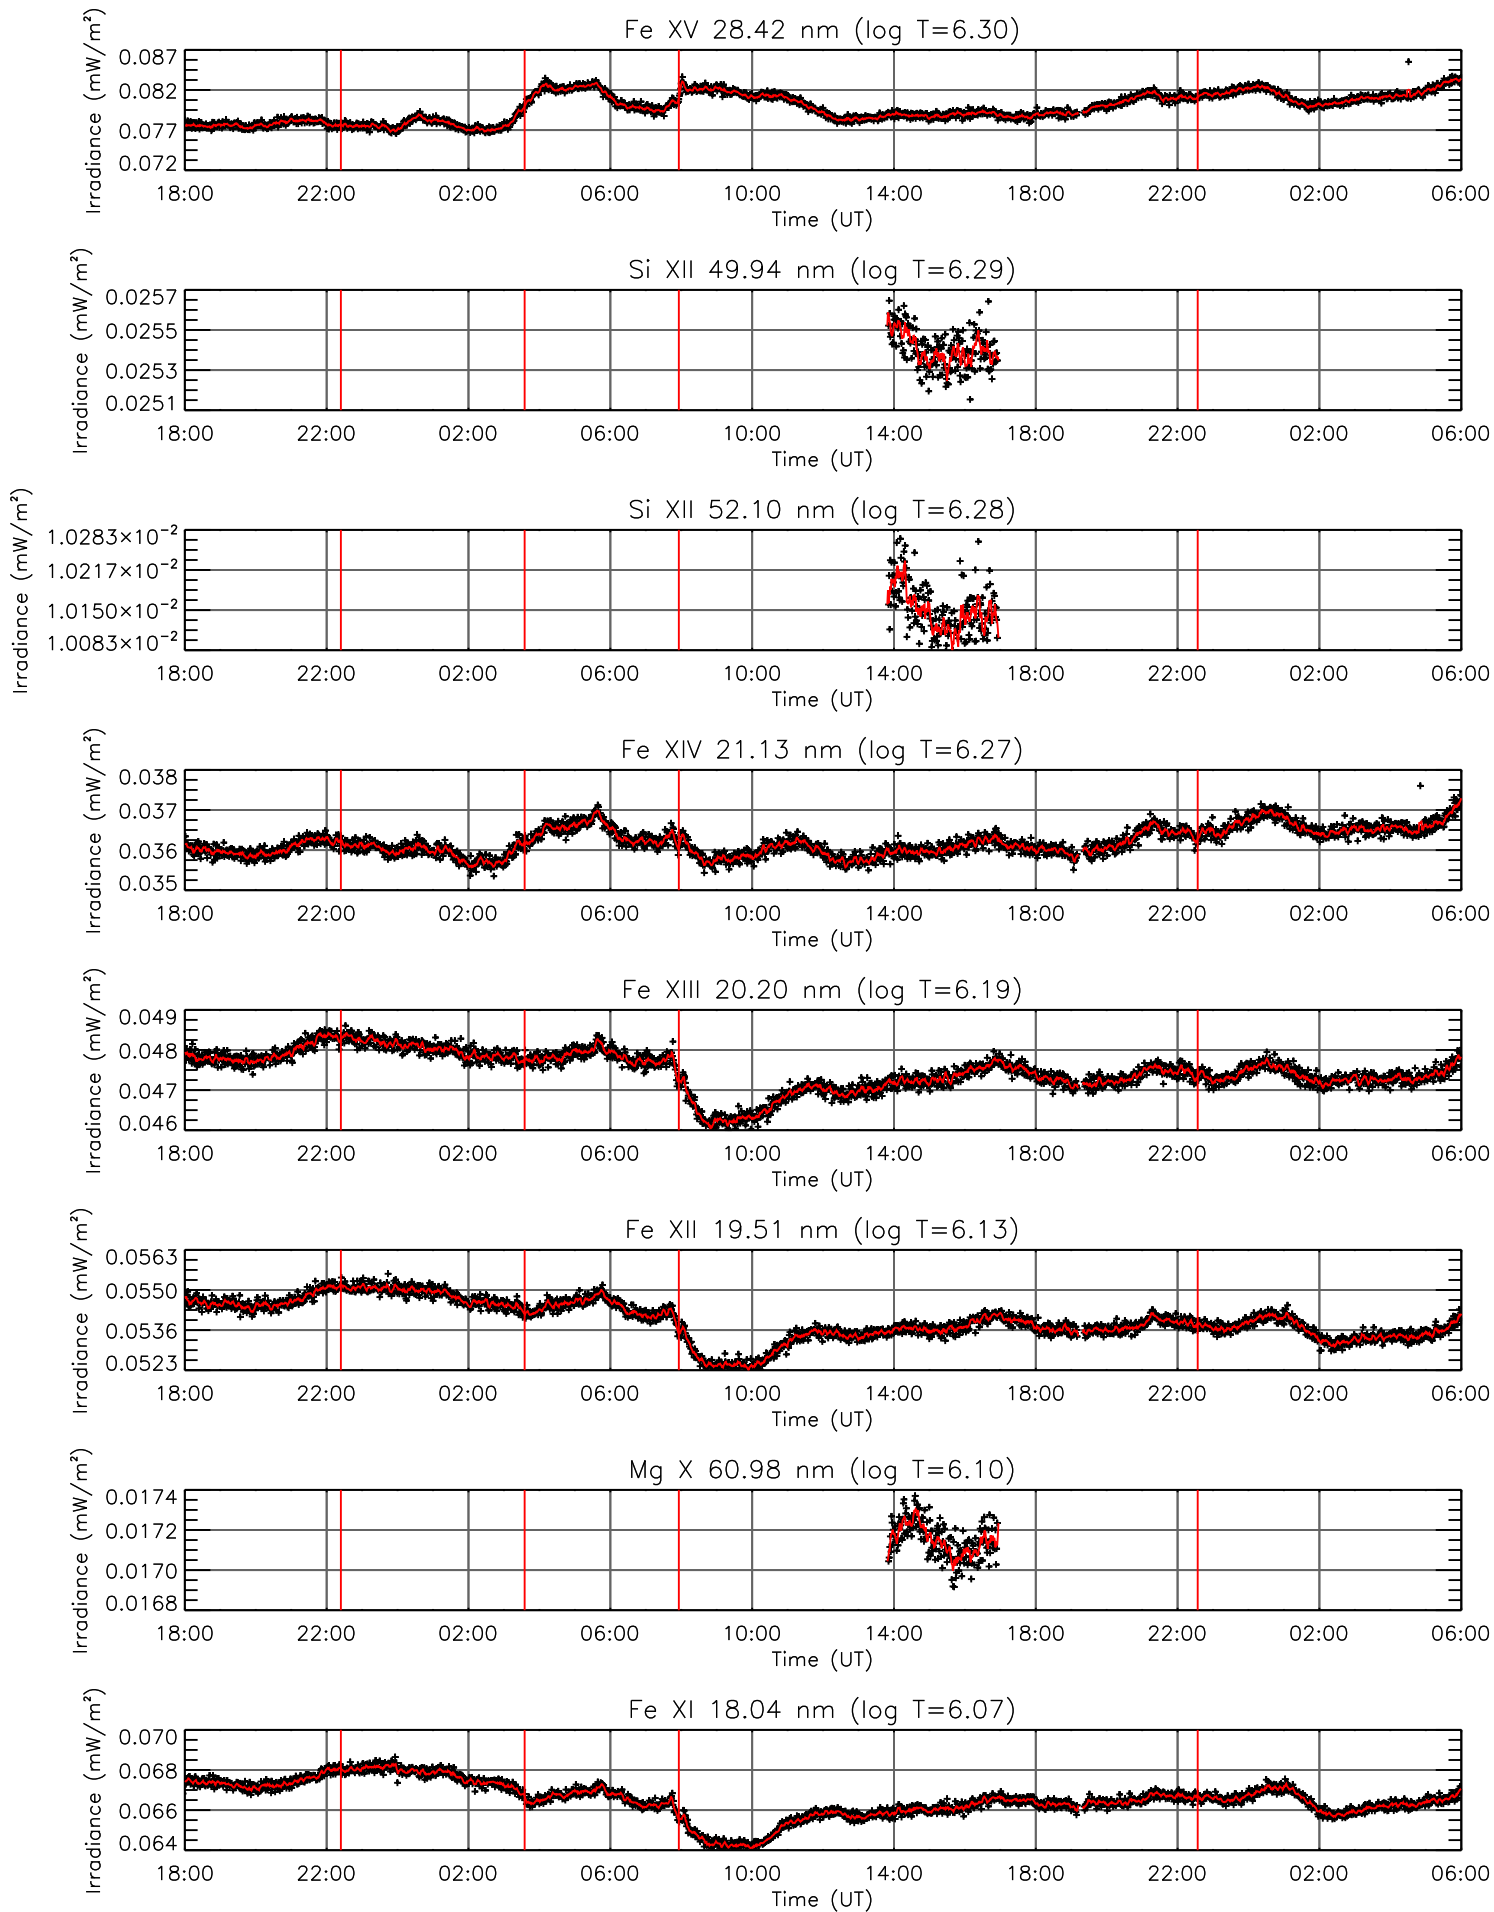 Fe XV 28.42 nm (log T=6.30)
Irradiance (mW/m²)
0.087
0.082
0.077
0.072
18:00 22:00 02:00 06:00 10:00 14:00 18:00 22:00 02:00 06:00
Time (UT)
Si XII 49.94 nm (log T=6.29)
Irradiance (mW/m²)
0.0257
0.0255
0.0253
0.0251
18:00 22:00 02:00 06:00 10:00 14:00 18:00 22:00 02:00 06:00
Time (UT)
Si XII 52.10 nm (log T=6.28)
Irradiance (mW/m²)
1.0283×10⁻²
1.0217×10⁻²
1.0150×10⁻²
1.0083×10⁻²
18:00 22:00 02:00 06:00 10:00 14:00 18:00 22:00 02:00 06:00
Time (UT)
Fe XIV 21.13 nm (log T=6.27)
Irradiance (mW/m²)
0.038
0.037
0.036
0.035
18:00 22:00 02:00 06:00 10:00 14:00 18:00 22:00 02:00 06:00
Time (UT)
Fe XIII 20.20 nm (log T=6.19)
Irradiance (mW/m²)
0.049
0.048
0.047
0.046
18:00 22:00 02:00 06:00 10:00 14:00 18:00 22:00 02:00 06:00
Time (UT)
Fe XII 19.51 nm (log T=6.13)
Irradiance (mW/m²)
0.0563
0.0550
0.0536
0.0523
18:00 22:00 02:00 06:00 10:00 14:00 18:00 22:00 02:00 06:00
Time (UT)
Mg X 60.98 nm (log T=6.10)
Irradiance (mW/m²)
0.0174
0.0172
0.0170
0.0168
18:00 22:00 02:00 06:00 10:00 14:00 18:00 22:00 02:00 06:00
Time (UT)
Fe XI 18.04 nm (log T=6.07)
Irradiance (mW/m²)
0.070
0.068
0.066
0.064
18:00 22:00 02:00 06:00 10:00 14:00 18:00 22:00 02:00 06:00
Time (UT)